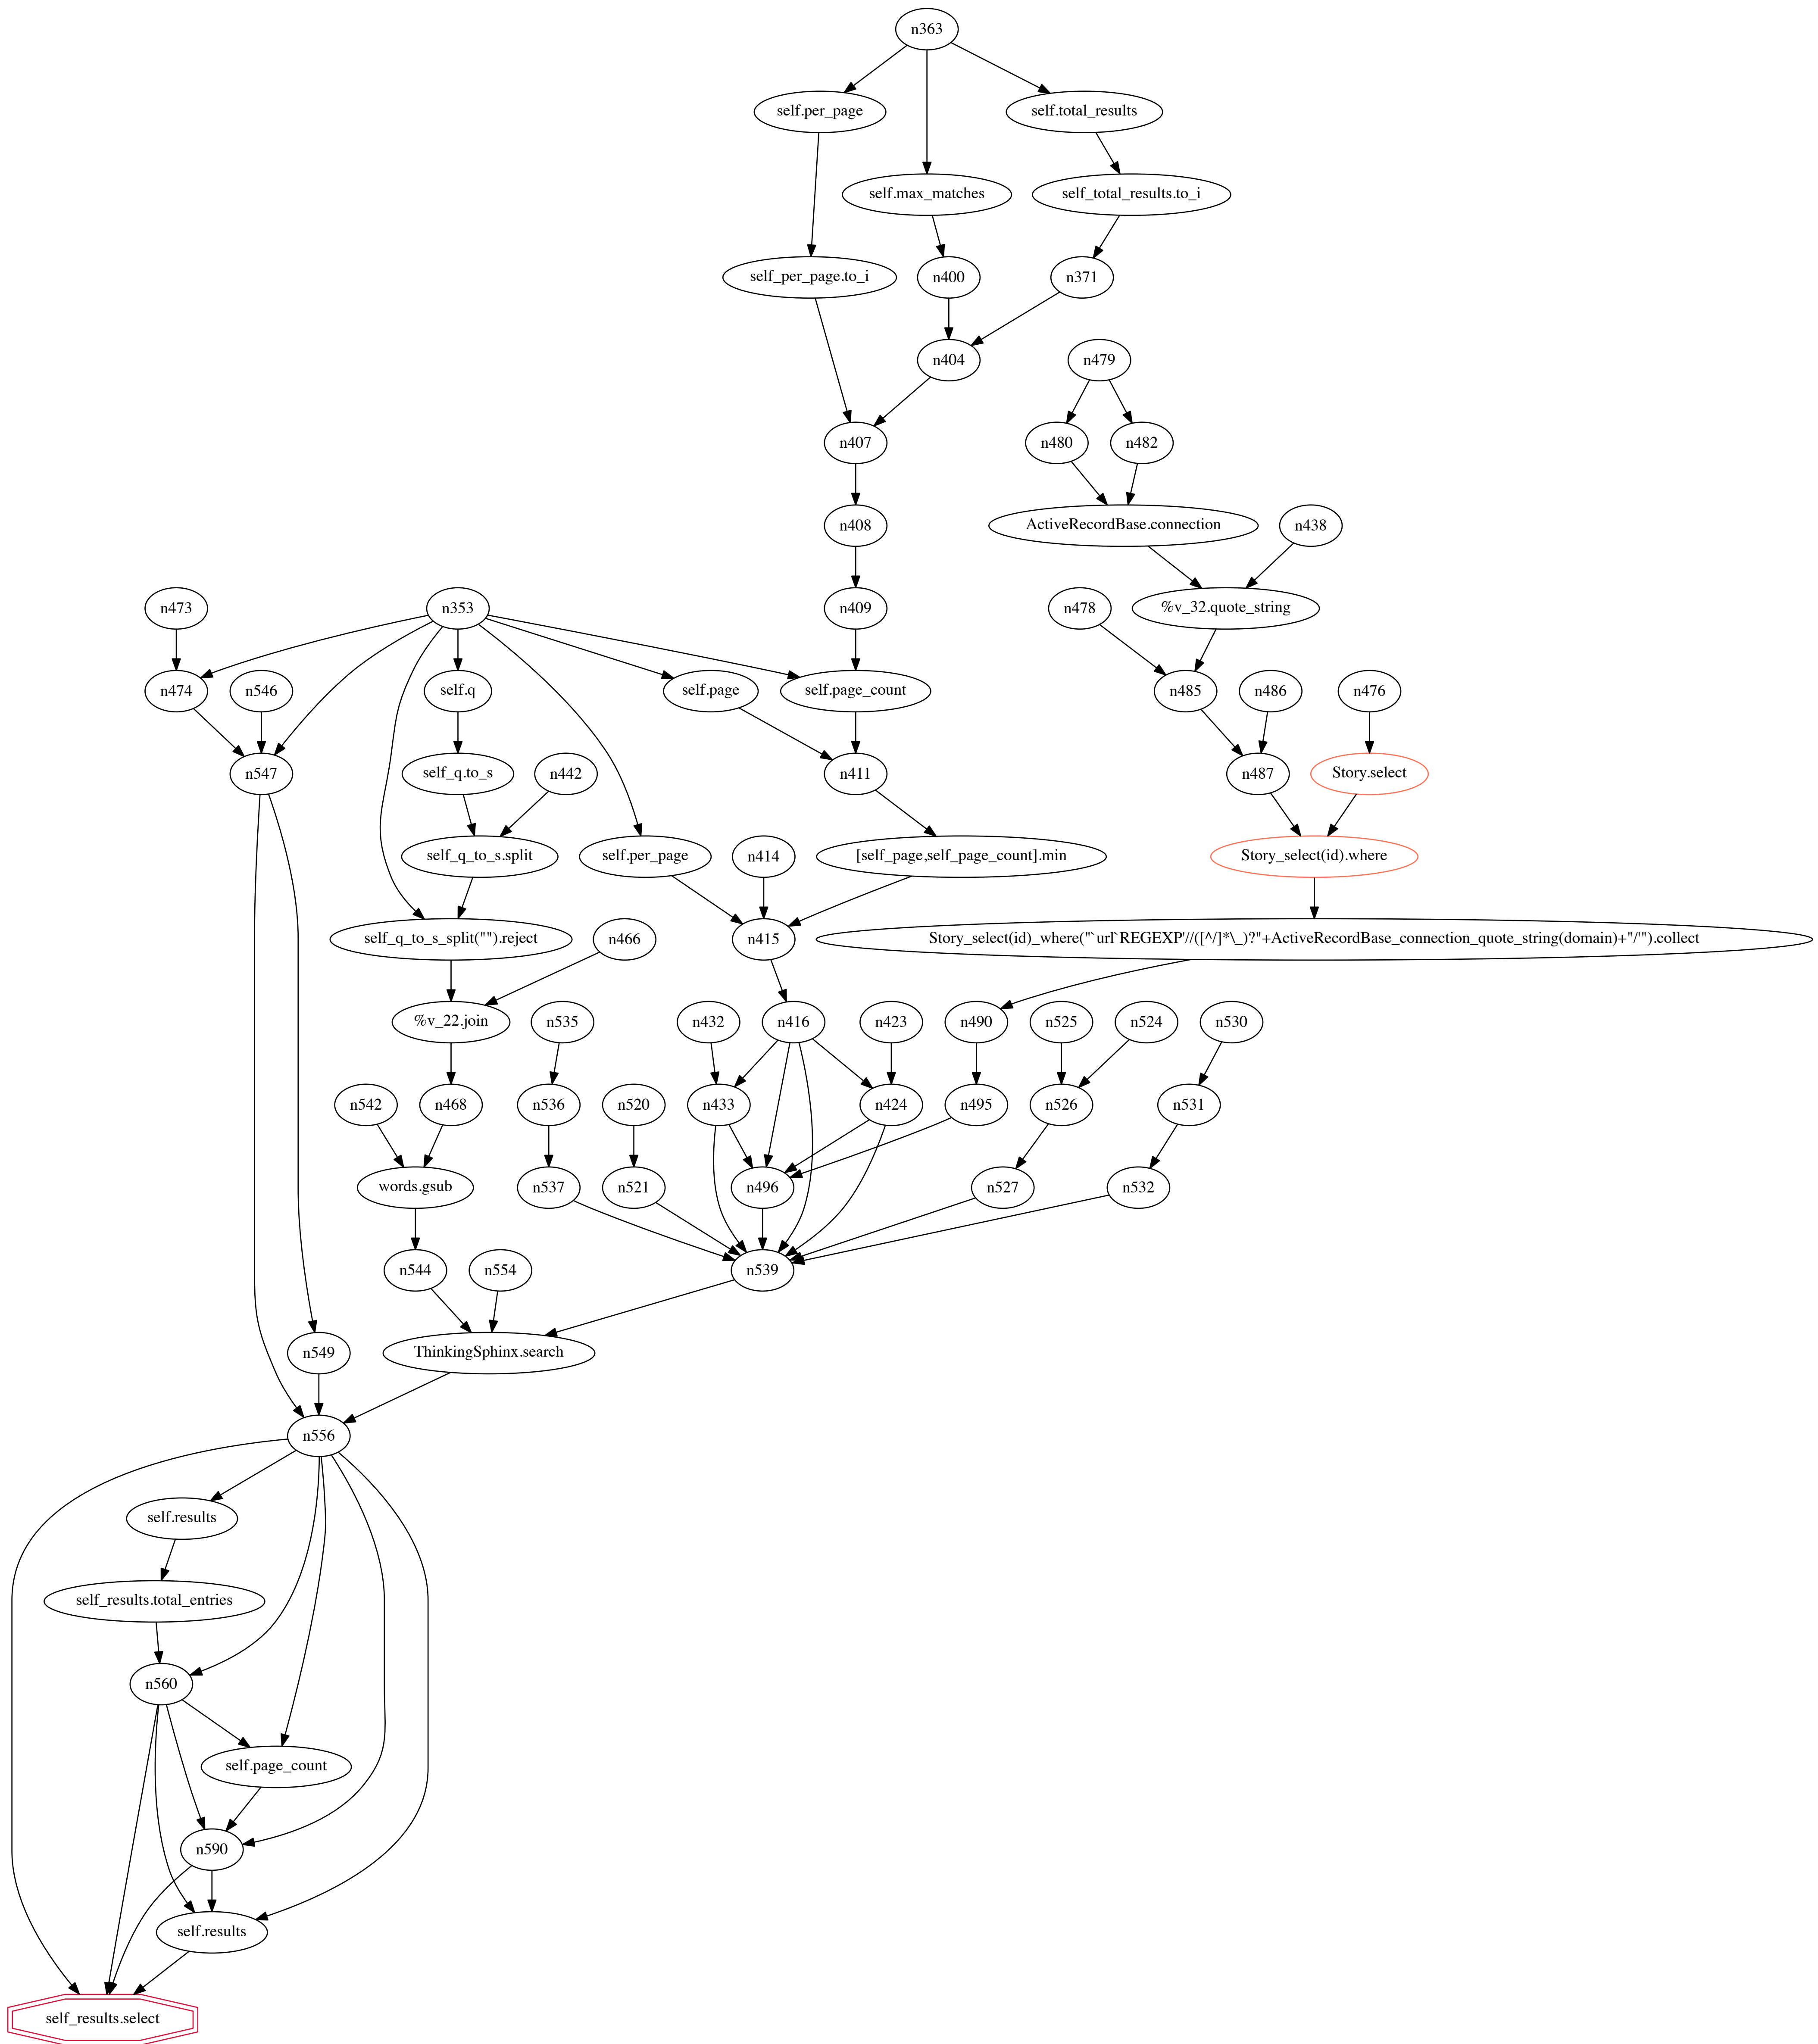 n363
self.per_page
self.total_results
self.max_matches
self_total_results.to_i
self_per_page.to_i
n400
n371
n404
n479
n407
n480
n482
n408
ActiveRecordBase.connection
n438
n473
n353
n409
n478
%v_32.quote_string
n474
n546
self.q
self.page
self.page_count
n485
n486
n476
n547
self_q.to_s
n442
n411
n487
Story.select
self_q_to_s.split
self.per_page
n414
[self_page,self_page_count].min
Story_select(id).where
self_q_to_s_split("").reject
n466
n415
Story_select(id)_where("`url`REGEXP'//([^/]*\_)?"+ActiveRecordBase_connection_quote_string(domain)+"/'").collect
%v_22.join
n535
n432
n416
n423
n490
n525
n524
n530
n542
n468
n536
n520
n433
n424
n495
n526
n531
words.gsub
n537
n521
n496
n527
n532
n544
n554
n539
n549
ThinkingSphinx.search
n556
self.results
self_results.total_entries
n560
self.page_count
n590
self.results
self_results.select